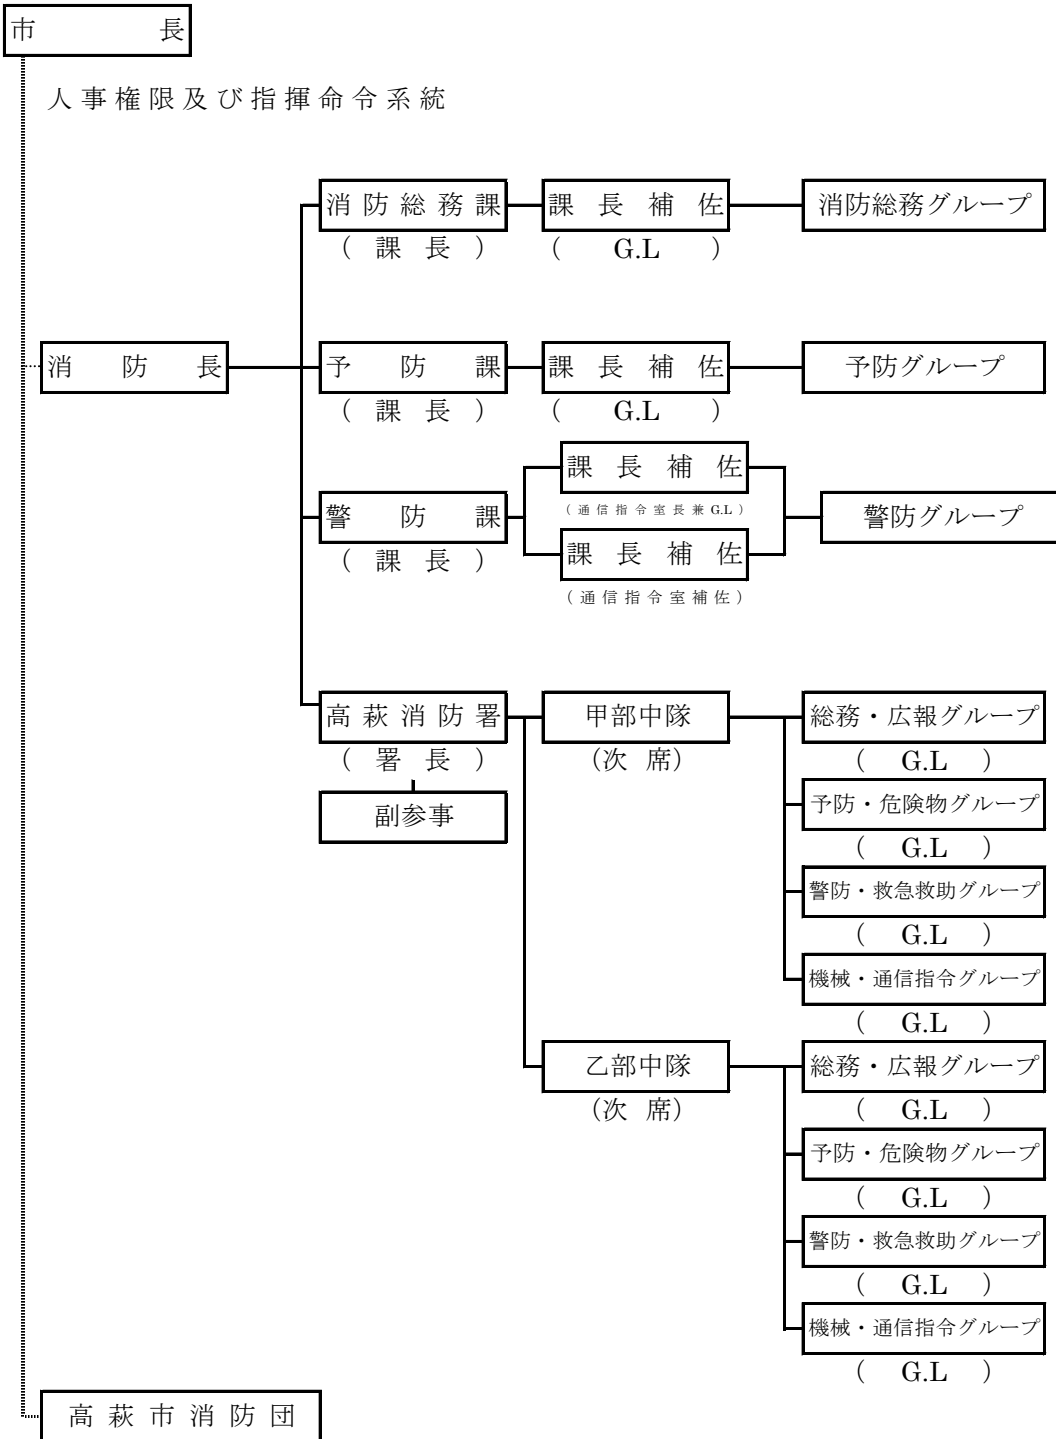 市長
人事権限及び指揮命令系統
消防総務課 課長補佐 消防総務グループ
(課長) (G.L)
消防長 予防課 課長補佐 予防グループ
(課長) (G.L)
課長補佐
(通信指令室長兼G.L)
警防課 警防グループ
(課長)
課長補佐
(通信指令室補佐)
高萩消防署 甲部中隊 総務・広報グループ
(署長) (次席) (G.L)
副参事 予防・危険物グループ
(G.L)
警防・救急救助グループ
(G.L)
機械・通信指令グループ
(G.L)
乙部中隊 総務・広報グループ
(次席) (G.L)
予防・危険物グループ
(G.L)
警防・救急救助グループ
(G.L)
機械・通信指令グループ
(G.L)
高萩市消防団